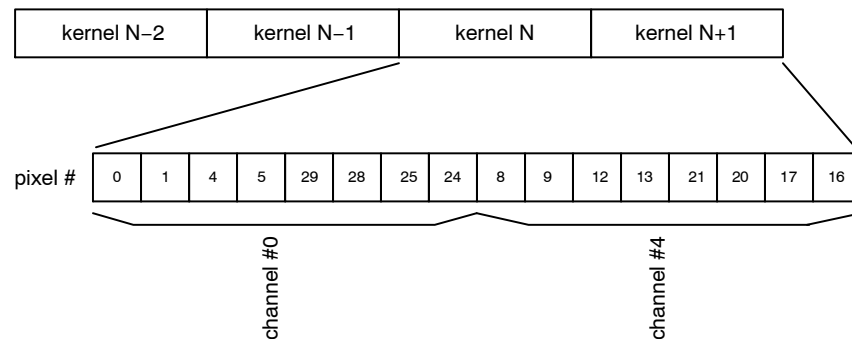 kernel N−2 kernel N−1 kernel N kernel N+1
pixel # 0 1 4 5 29 28 25 24 8 9 12 13 21 20 17 16
channel #0
channel #4